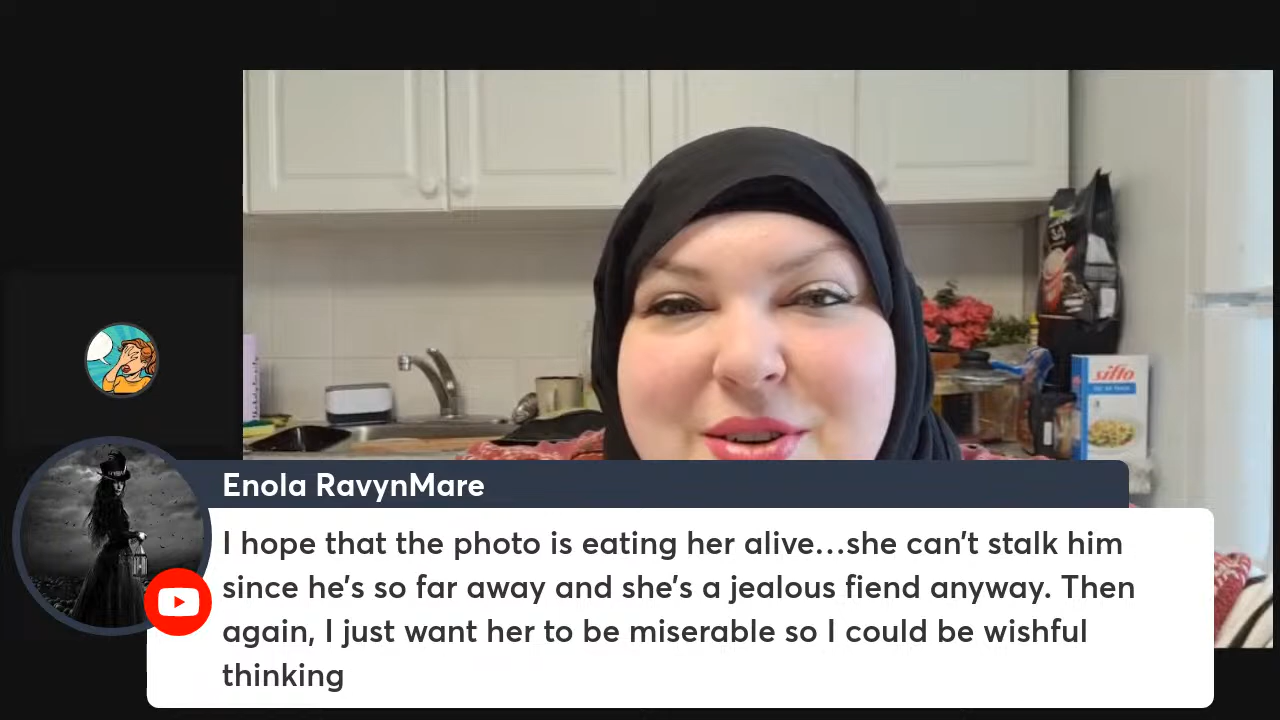 sifto
Enola RavynMare
I hope that the photo is eating her alive...she can't stalk him
since he's so far away and she's a jealous fiend anyway. Then
again, I just want her to be miserable so I could be wishful
thinking